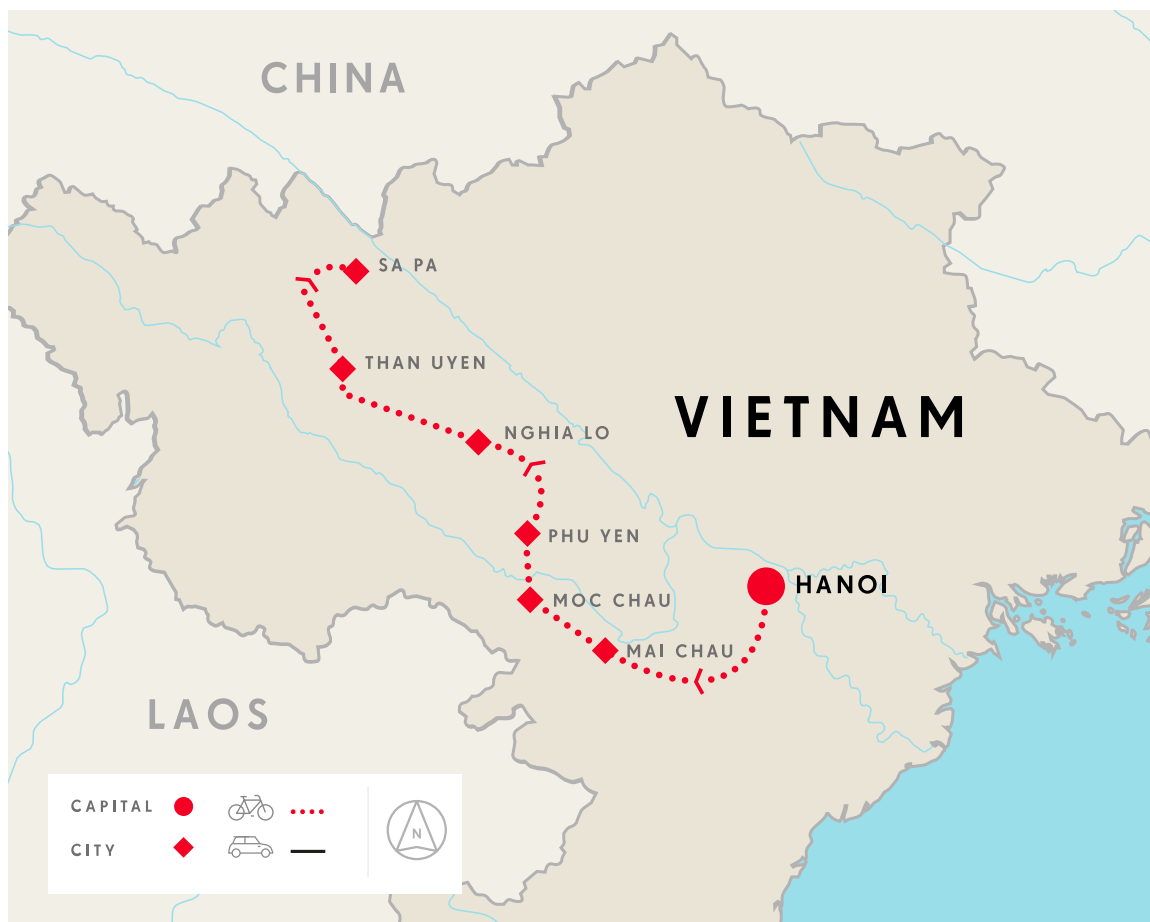 CHINA
SA PA
THAN UYEN
VIETNAM
NGHIA LO
PHU YEN
HANOI
MOC CHAU
MAI CHAU
LAOS
CAPITAL
CITY
N